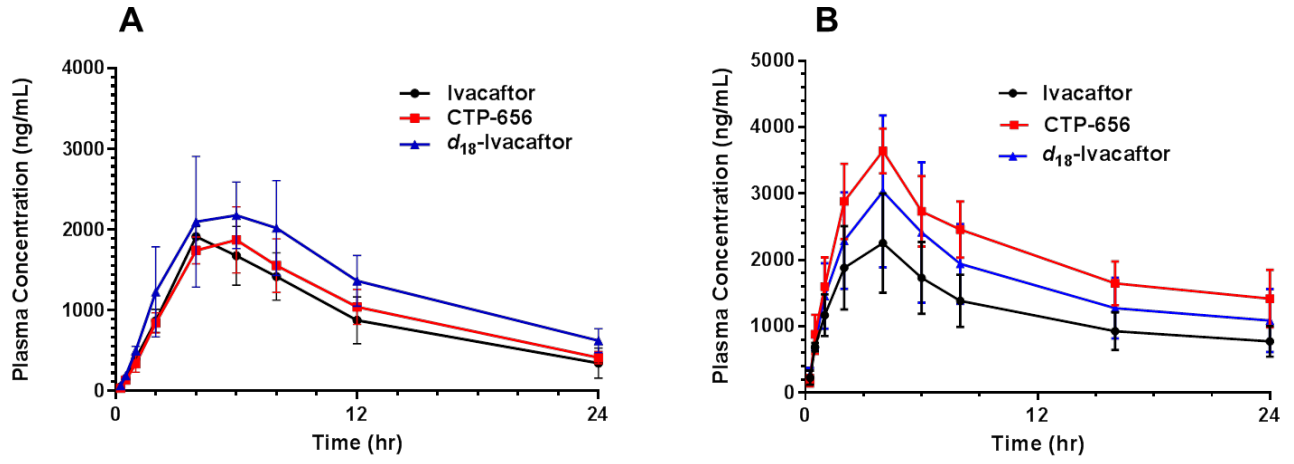 A
Plasma Concentration (ng/mL)
4000
3000
2000
1000
0
0
12
24
Time (hr)
Ivacaftor
CTP-656
d18-Ivacaftor
B
Plasma Concentration (ng/mL)
5000
4000
3000
2000
1000
0
0
12
24
Time (hr)
Ivacaftor
CTP-656
d18-Ivacaftor